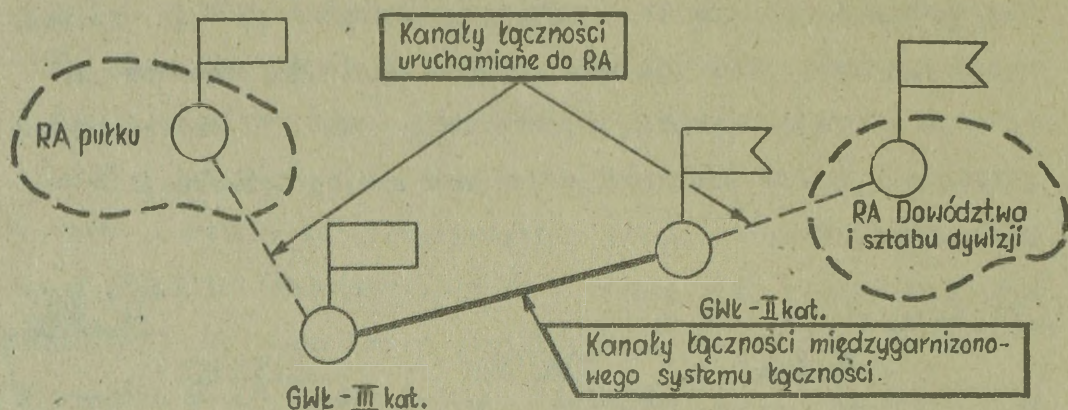 Kanały łączności
uruchamiane do RA
RA pułku
RA Dowództwa
i sztabu dywizji
GWŁ-II kat.
Kanały łączności międzygarnizono-
wego systemu łączności.
GWŁ-III kat.